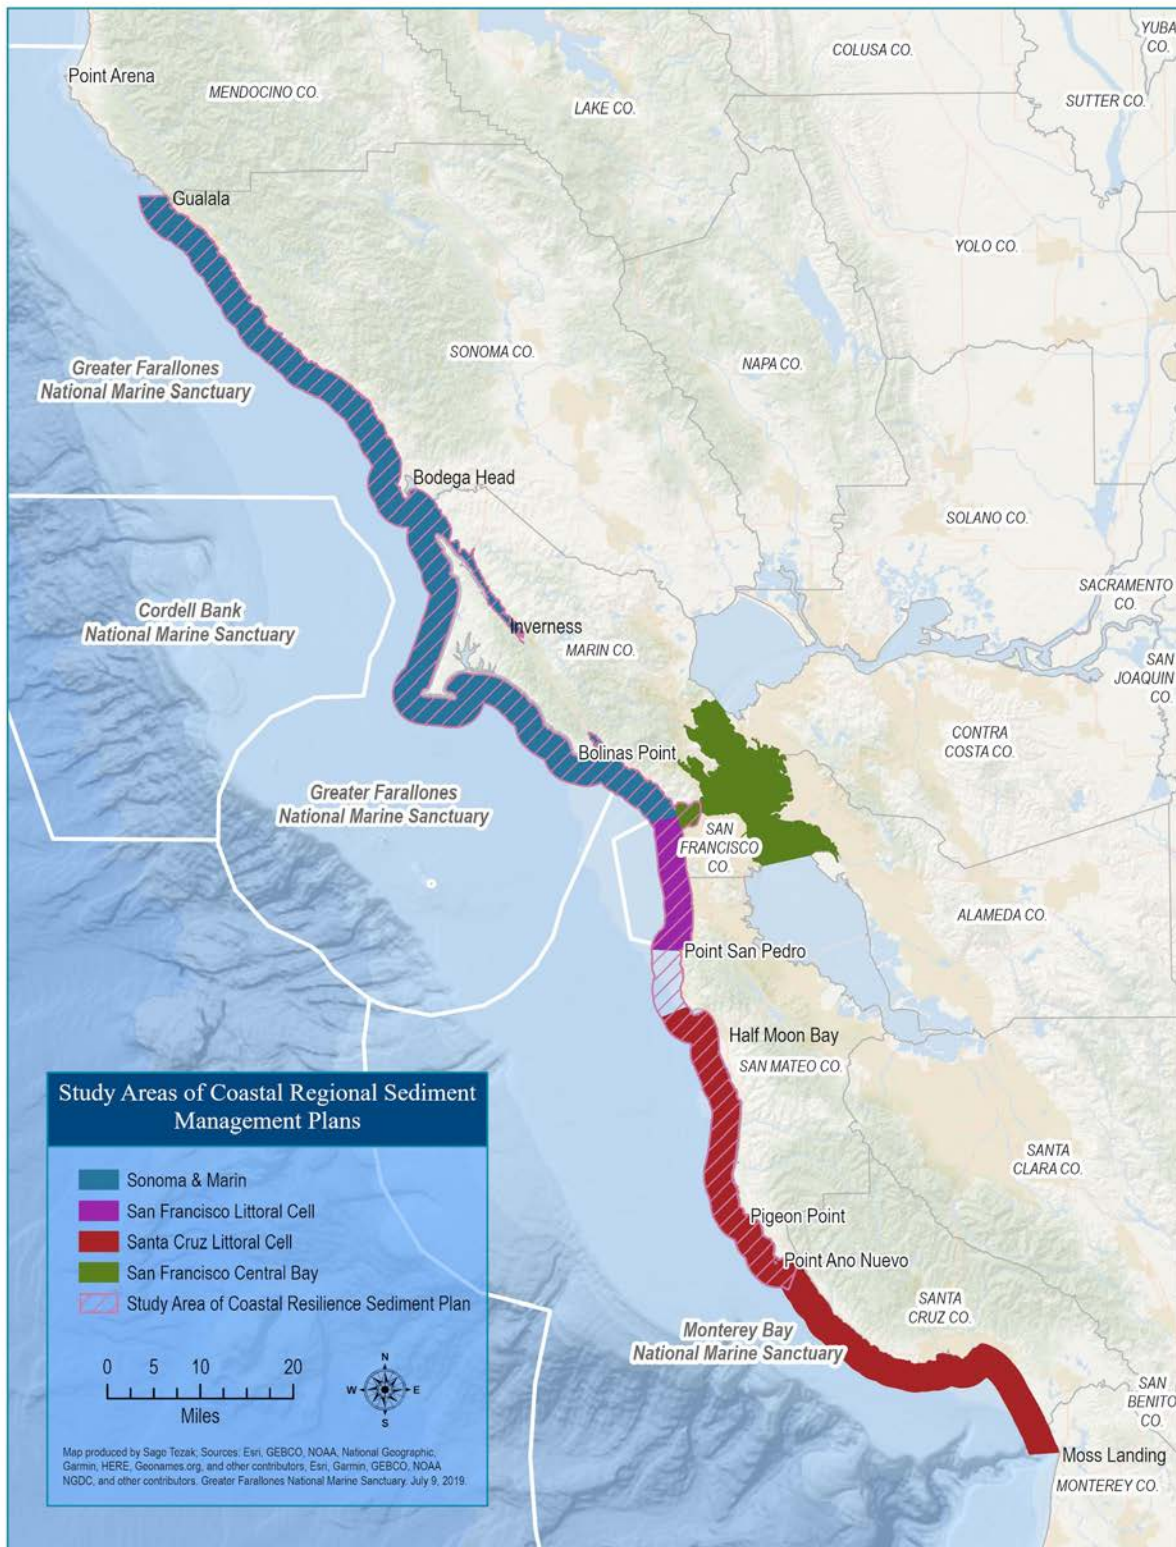 YUBA
CO.
COLUSA CO.
Point Arena
MENDOCINO CO.
LAKE CO.
SUTTER CO.
Gualala
YOLO CO.
SONOMA CO.
NAPA CO.
Greater Farallones
National Marine Sanctuary
Bodega Head
SOLANO CO.
SACRAMENTO
CO.
Cordell Bank
National Marine Sanctuary
Inverness
MARIN CO.
SAN
JOAQUIN
CO.
CONTRA
COSTA CO.
Bolinas Point
Greater Farallones
National Marine Sanctuary
SAN
FRANCISCO
CO.
ALAMEDA CO.
Point San Pedro
Half Moon Bay
SAN MATEO CO.
SANTA
CLARA CO.
Pigeon Point
Point Ano Nuevo
SANTA
CRUZ CO.
Monterey Bay
National Marine Sanctuary
SAN
BENITO
CO.
Moss Landing
MONTEREY CO.
Study Areas of Coastal Regional Sediment
Management Plans
Sonoma & Marin
San Francisco Littoral Cell
Santa Cruz Littoral Cell
San Francisco Central Bay
Study Area of Coastal Resilience Sediment Plan
0 5 10 20
Miles
N
W E
S
Map produced by Sage Tezak; Sources: Esri, GEBCO, NOAA, National Geographic,
Garmin, HERE, Geonames.org, and other contributors, Esri, Garmin, GEBCO, NOAA
NGDC, and other contributors. Greater Farallones National Marine Sanctuary. July 9, 2019.